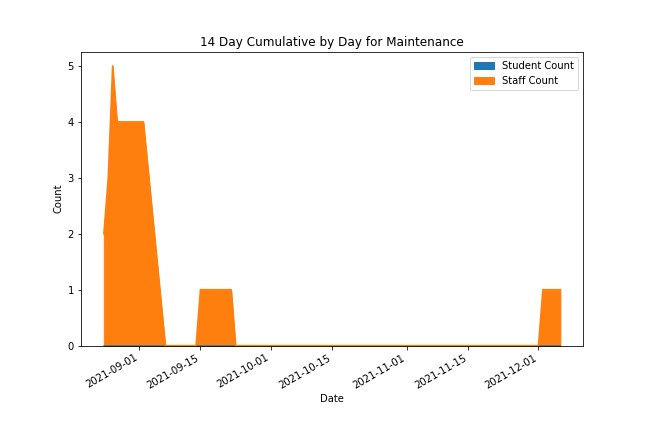 14 Day Cumulative by Day for Maintenance
Student Count
Staff Count
5
4
3
2
1
0
Count
2021-09-01
2021-09-15
2021-10-01
2021-10-15
2021-11-01
2021-11-15
2021-12-01
Date